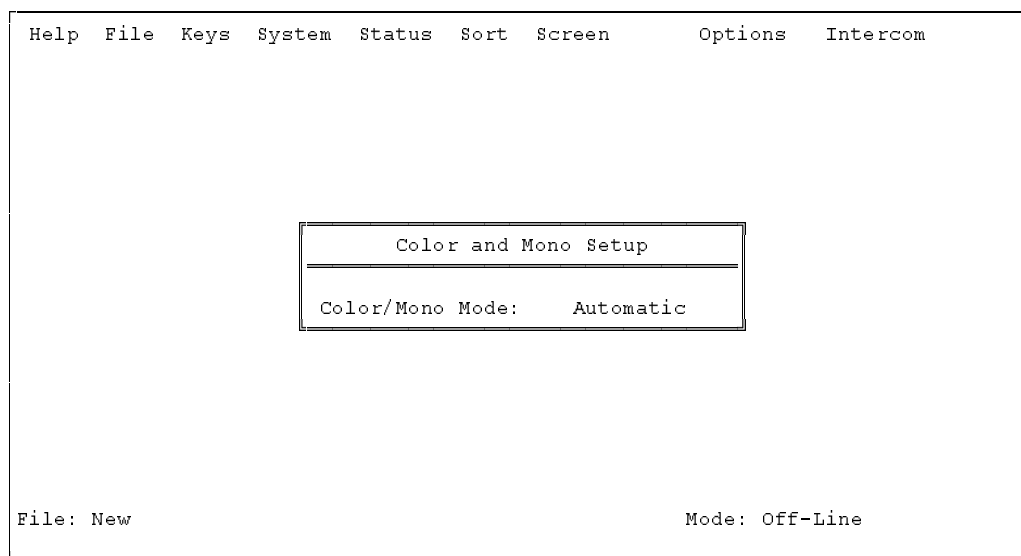 Help File Keys System Status Sort Screen Options Intercom
Color and Mono Setup
Color/Mono Mode: Automatic
File: New Mode: Off-Line